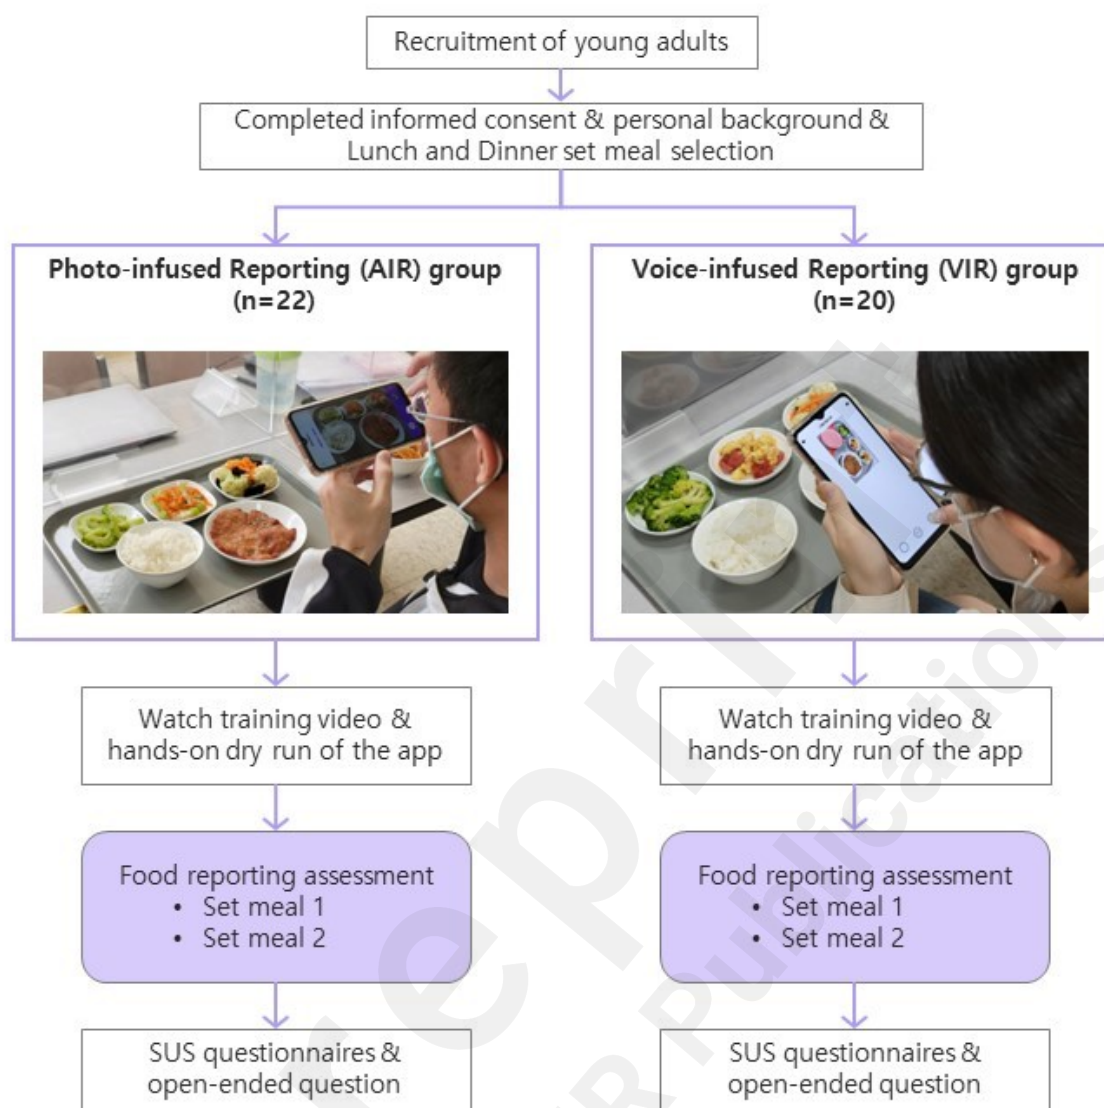 Recruitment of young adults
Completed informed consent & personal background &
Lunch and Dinner set meal selection
Photo-infused Reporting (AIR) group
(n=22)
Voice-infused Reporting (VIR) group
(n=20)
Watch training video &
hands-on dry run of the app
Watch training video &
hands-on dry run of the app
Food reporting assessment
• Set meal 1
• Set meal 2
Food reporting assessment
• Set meal 1
• Set meal 2
SUS questionnaires &
open-ended question
SUS questionnaires &
open-ended question